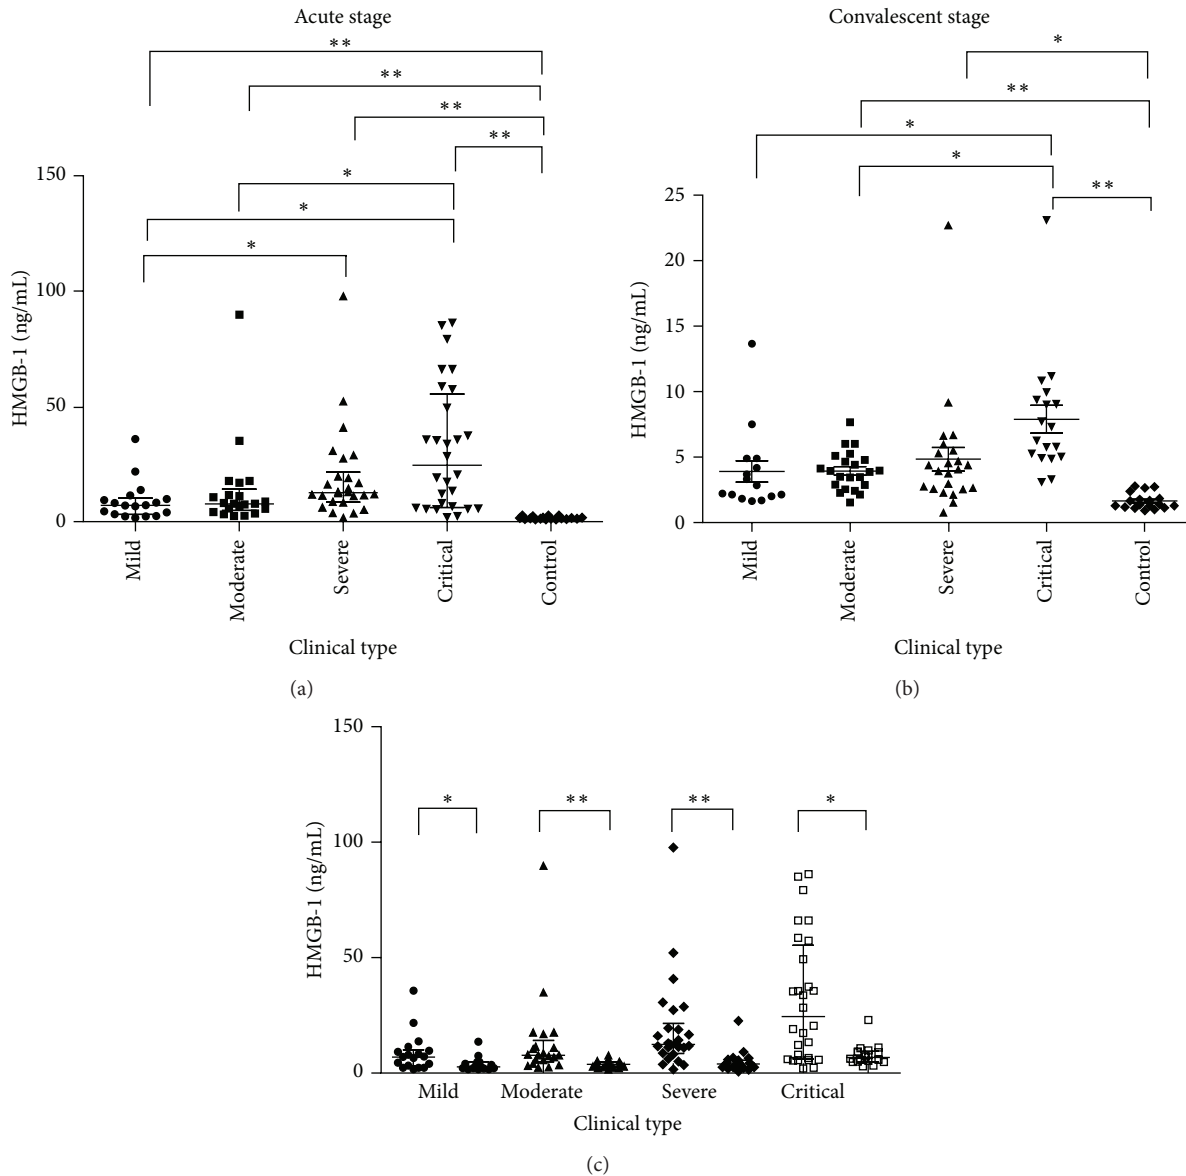 Acute stage
**
**
**
**
*
*
*
150
100
50
0
HMGB-1 (ng/mL)
Mild
Moderate
Severe
Critical
Control
Clinical type
(a)
Convalescent stage
*
**
*
*
**
25
20
15
10
5
0
HMGB-1 (ng/mL)
Mild
Moderate
Severe
Critical
Control
Clinical type
(b)
150
100
50
0
HMGB-1 (ng/mL)
* ** ** *
Mild Moderate Severe Critical
Clinical type
(c)